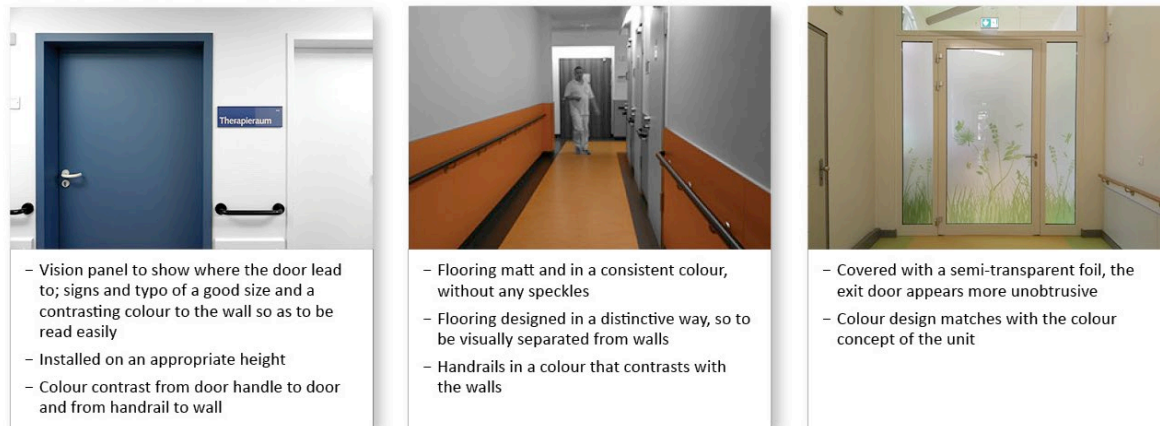 Therapieraum
– Vision panel to show where the door lead
to; signs and typo of a good size and a
contrasting colour to the wall so as to be
read easily
– Installed on an appropriate height
– Colour contrast from door handle to door
and from handrail to wall
– Flooring matt and in a consistent colour,
without any speckles
– Flooring designed in a distinctive way, so to
be visually separated from walls
– Handrails in a colour that contrasts with
the walls
– Covered with a semi-transparent foil, the
exit door appears more unobtrusive
– Colour design matches with the colour
concept of the unit